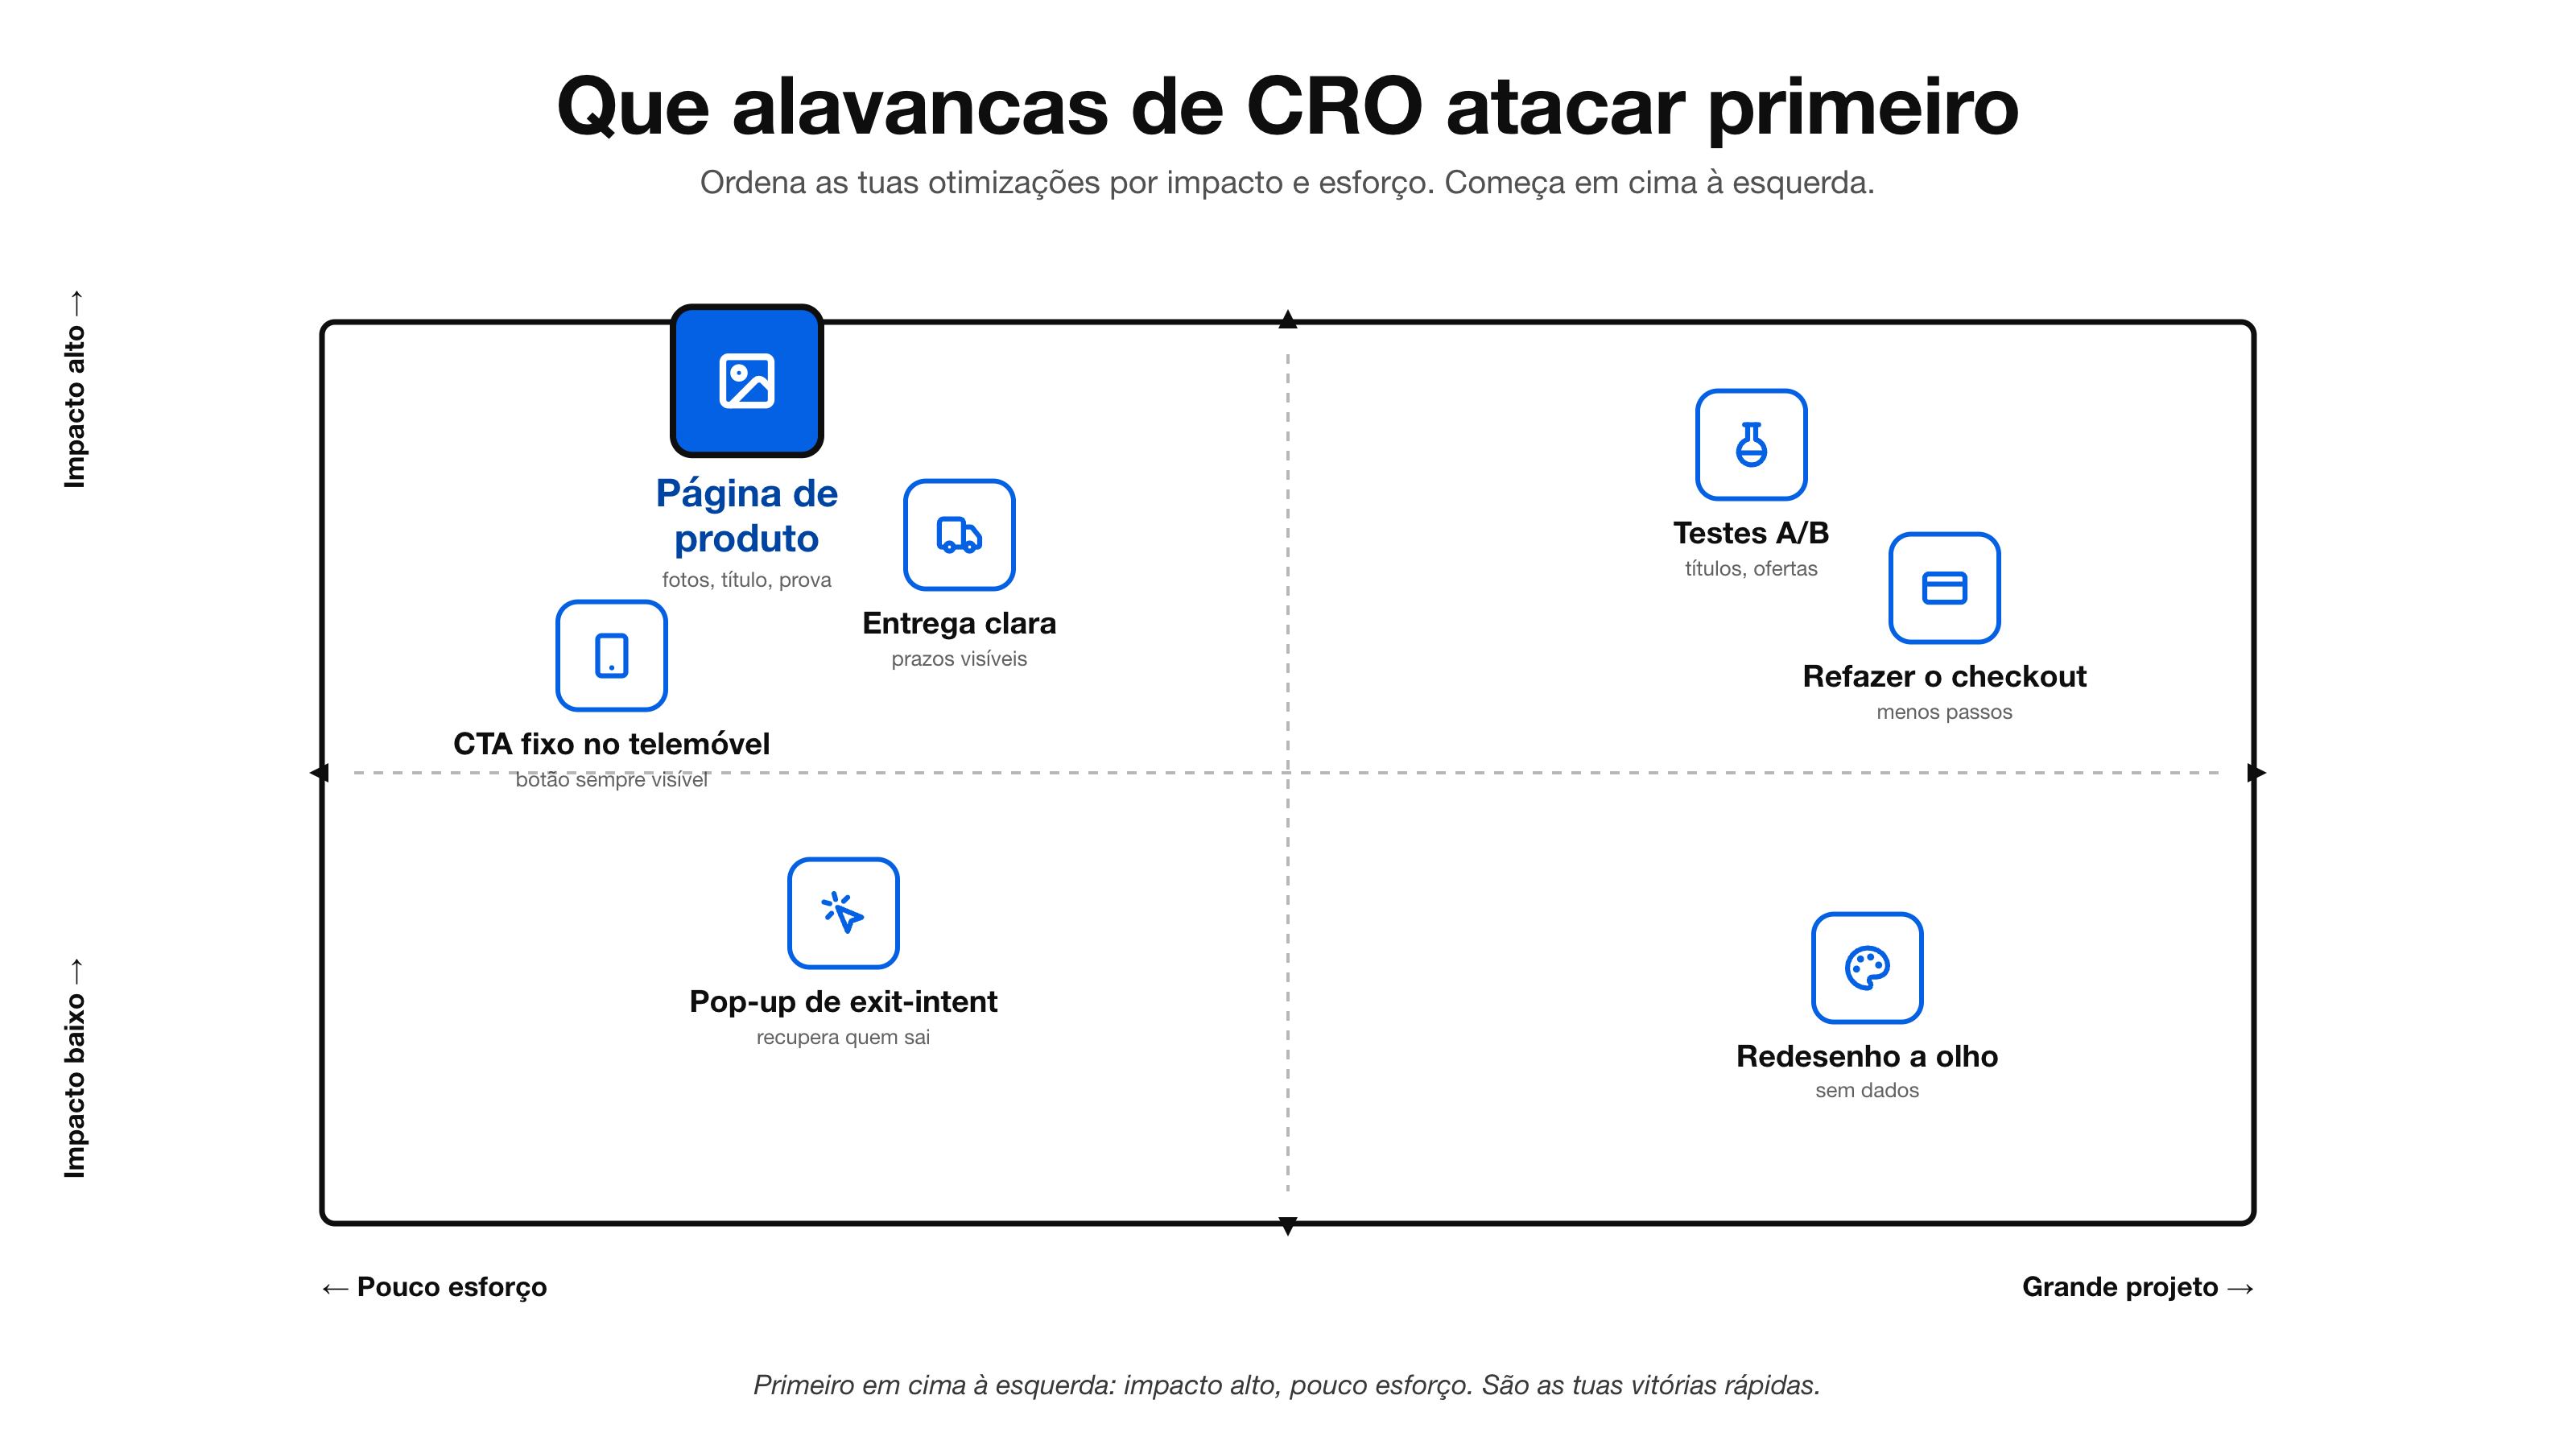 Que alavancas de CRO atacar primeiro
Ordena as tuas otimizações por impacto e esforço. Começa em cima à esquerda.
Impacto alto →
Página de
produto
fotos, título, prova
Entrega clara
prazos visíveis
CTA fixo no telemóvel
botão sempre visível
Testes A/B
títulos, ofertas
Refazer o checkout
menos passos
Impacto baixo →
Pop-up de exit-intent
recupera quem sai
Redesenho a olho
sem dados
← Pouco esforço
Grande projeto →
Primeiro em cima à esquerda: impacto alto, pouco esforço. São as tuas vitórias rápidas.